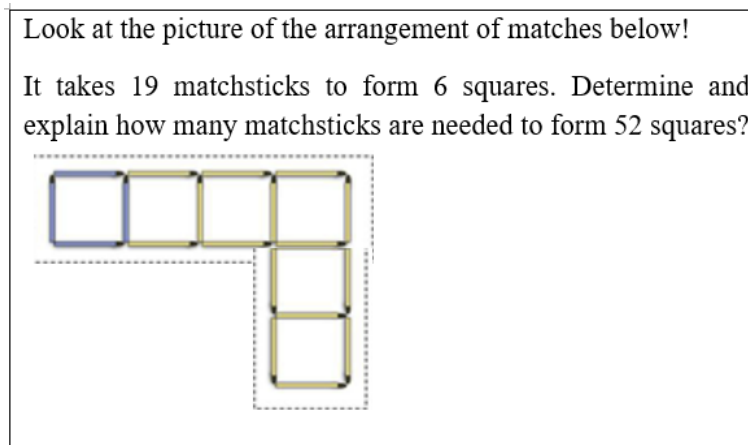 Look at the picture of the arrangement of matches below!
It takes 19 matchsticks to form 6 squares. Determine and
explain how many matchsticks are needed to form 52 squares?